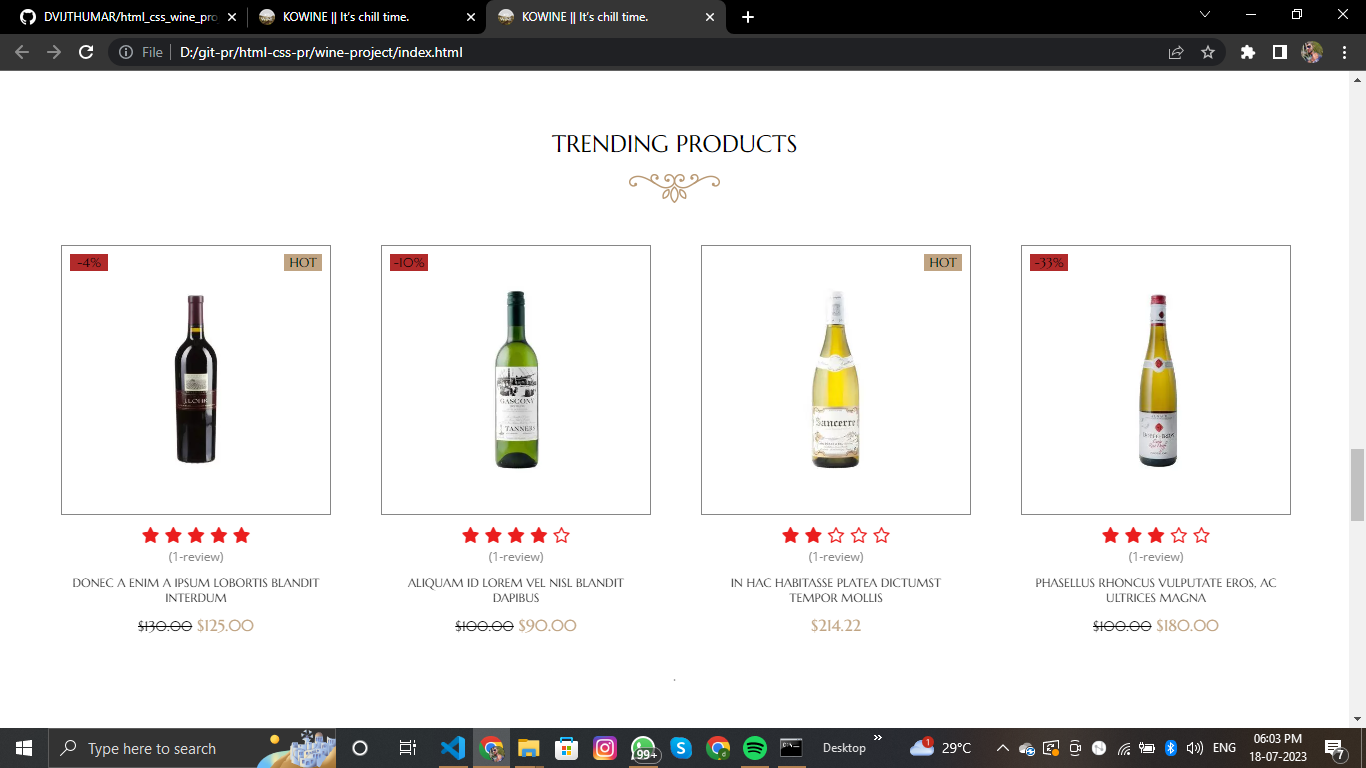 DVIJTHUMAR/html_css_wine_pro
KOWINE || It's chill time.
KOWINE || It's chill time.
File
D:/git-pr/html-css-pr/wine-project/index.html
TRENDING PRODUCTS
-4%
HOT
-10%
HOT
-33%
GASCONY
TANNERS
Sancerre
(1-review)
(1-review)
(1-review)
(1-review)
DONEC A ENIM A IPSUM LOBORTIS BLANDIT
INTERDUM
ALIQUAM ID LOREM VEL NISL BLANDIT
DAPIBUS
IN HAC HABITASSE PLATEA DICTUMST
TEMPOR MOLLIS
PHASELLUS RHONCUS VULPUTATE EROS, AC
ULTRICES MAGNA
$130.00 $125.00
$100.00 $90.00
$214.22
$100.00 $180.00
Type here to search
99+
Desktop
1
29°C
ENG
06:03 PM
18-07-2023
7